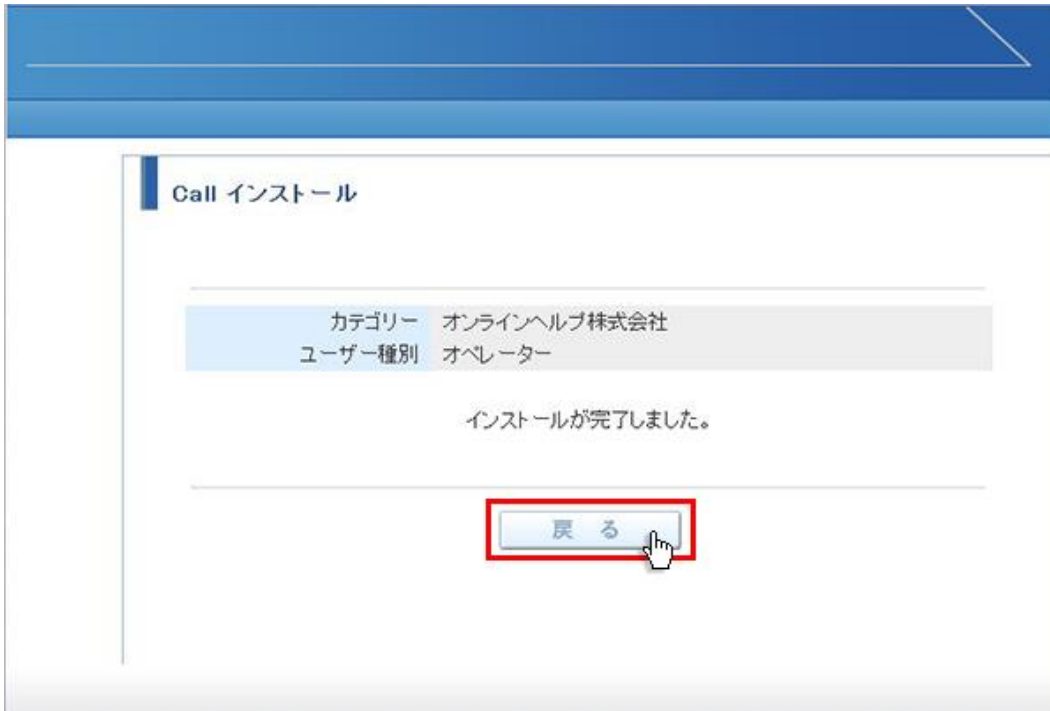 Call インストール
カテゴリー オンラインヘルプ株式会社
ユーザー種別 オペレーター
インストールが完了しました。
戻る